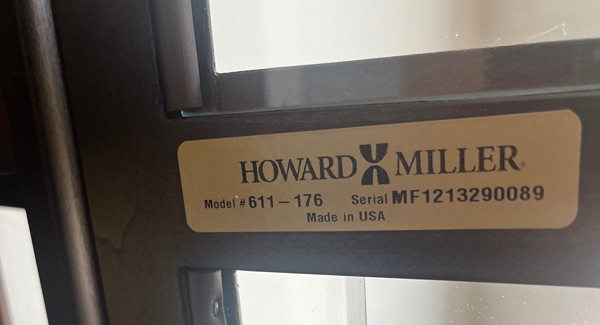 HOWARD MILLER®
Model # 611-176 Serial MF1213290089
Made in USA